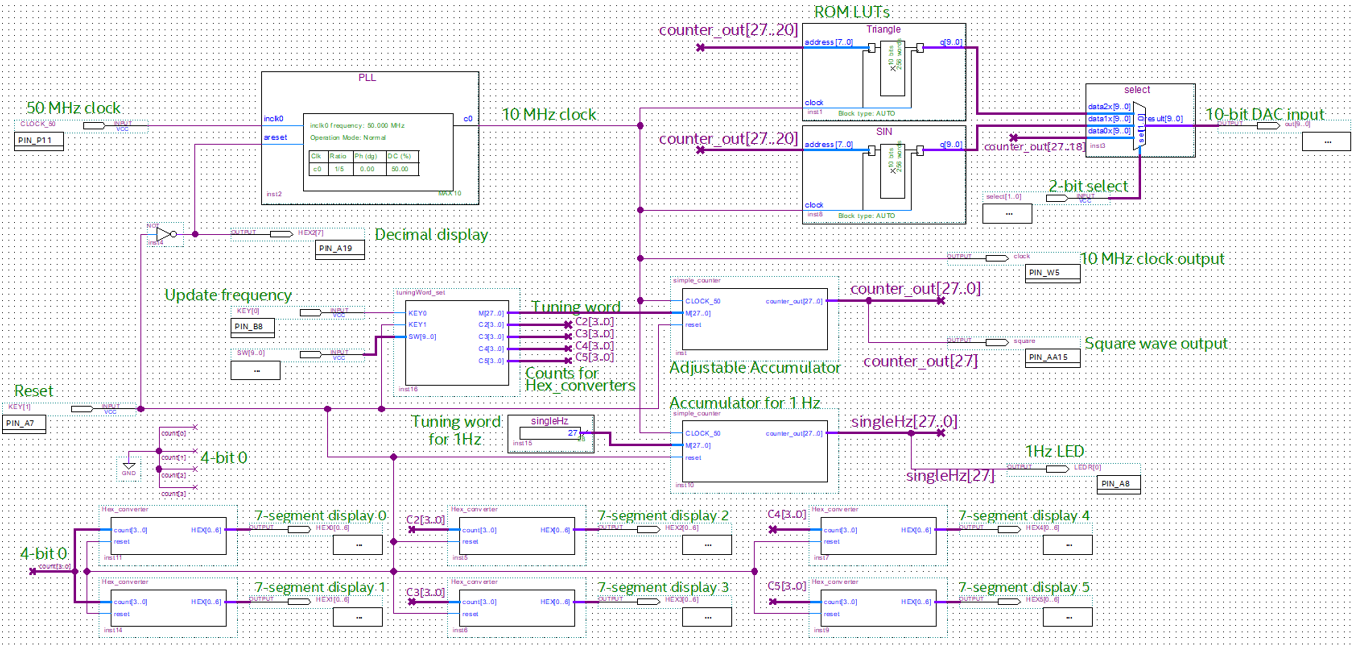 ROM LUTs
counter_out[27..20]
Triangle
address[7..0]
q[9..0]
10 bits
256 words
clock
inst1
Block type: AUTO
PLL
50 MHz clock
CLOCK_50
INPUT
VCC
PIN_P11
inclk0
areset
c0
inclk0 frequency: 50.000 MHz
Operation Mode: Normal
Clk Ratio Ph (dg) DC (%)
c0 1/5 0.00 50.00
inst2
MAX 10
10 MHz clock
counter_out[27..20]
SIN
address[7..0]
q[9..0]
10 bits
256 words
clock
inst8
Block type: AUTO
select
data2x[9..0]
data1x[9..0]
data0x[9..0]
result[9..0]
sel[1..0]
inst3
counter_out[27..18]
10-bit DAC input
OUTPUT
out[9..0]
...
2-bit select
select[1..0]
INPUT
VCC
...
NOT
inst4
OUTPUT
HEX2[7]
PIN_A19
Decimal display
OUTPUT
clock
10 MHz clock output
PIN_W5
Update frequency
KEY[0]
INPUT
VCC
PIN_B8
SW[9..0]
INPUT
VCC
...
tuningWord_set
KEY0
KEY1
SW[9..0]
M[27..0]
C2[3..0]
C3[3..0]
C4[3..0]
C5[3..0]
inst16
Tuning word
C2[3..0]
C3[3..0]
C4[3..0]
C5[3..0]
Counts for
Hex_converters
simple_counter
CLOCK_50
M[27..0]
reset
counter_out[27..0]
inst
Adjustable Accumulator
counter_out[27..0]
OUTPUT
square
Square wave output
PIN_AA15
counter_out[27]
Reset
KEY[1]
INPUT
VCC
PIN_A7
Tuning word
for 1Hz
singleHz
27
inst15
Accumulator for 1 Hz
simple_counter
CLOCK_50
M[27..0]
reset
counter_out[27..0]
inst10
singleHz[27..0]
singleHz[27]
1Hz LED
OUTPUT
LEDR[0]
PIN_A8
count[0]
count[1]
count[2]
count[3]
GND
4-bit 0
4-bit 0
count[3..0]
Hex_converter
count[3..0]
reset
HEX[0..6]
inst11
7-segment display 0
OUTPUT
HEX0[0..6]
...
C2[3..0]
Hex_converter
count[3..0]
reset
HEX[0..6]
inst5
7-segment display 2
OUTPUT
HEX2[0..6]
...
C4[3..0]
Hex_converter
count[3..0]
reset
HEX[0..6]
inst7
7-segment display 4
OUTPUT
HEX4[0..6]
...
Hex_converter
count[3..0]
reset
HEX[0..6]
inst14
7-segment display 1
OUTPUT
HEX1[0..6]
...
C3[3..0]
Hex_converter
count[3..0]
reset
HEX[0..6]
inst6
7-segment display 3
OUTPUT
HEX3[0..6]
...
C5[3..0]
Hex_converter
count[3..0]
reset
HEX[0..6]
inst9
7-segment display 5
OUTPUT
HEX5[0..6]
...